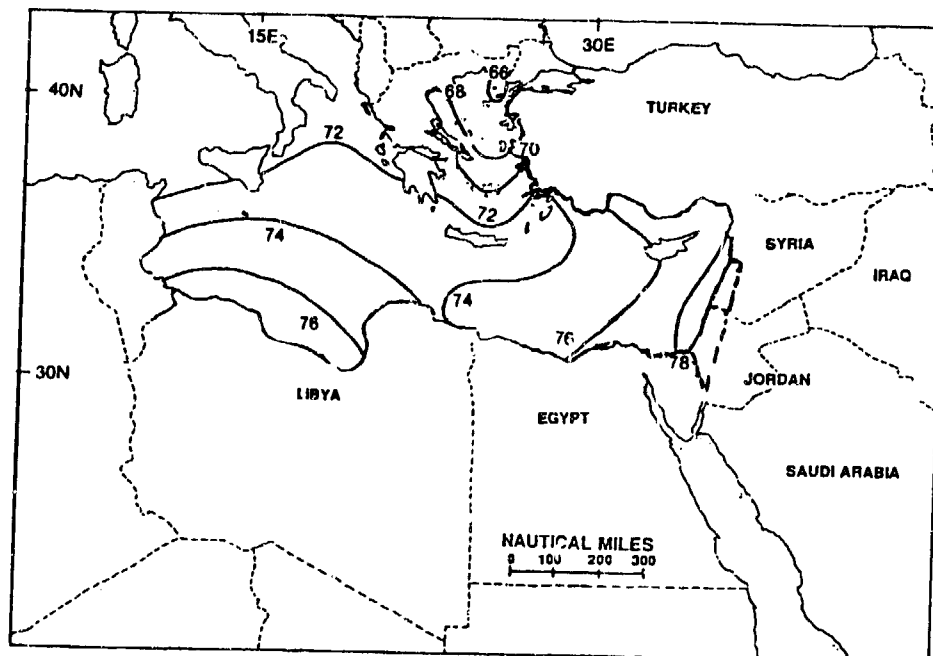 15E
30E
40N
66
68
TURKEY
72
70
72
74
SYRIA
IRAQ
74
76
76
78
30N
JORDAN
LIBYA
EGYPT
SAUDI ARABIA
NAUTICAL MILES
0 100 200 300